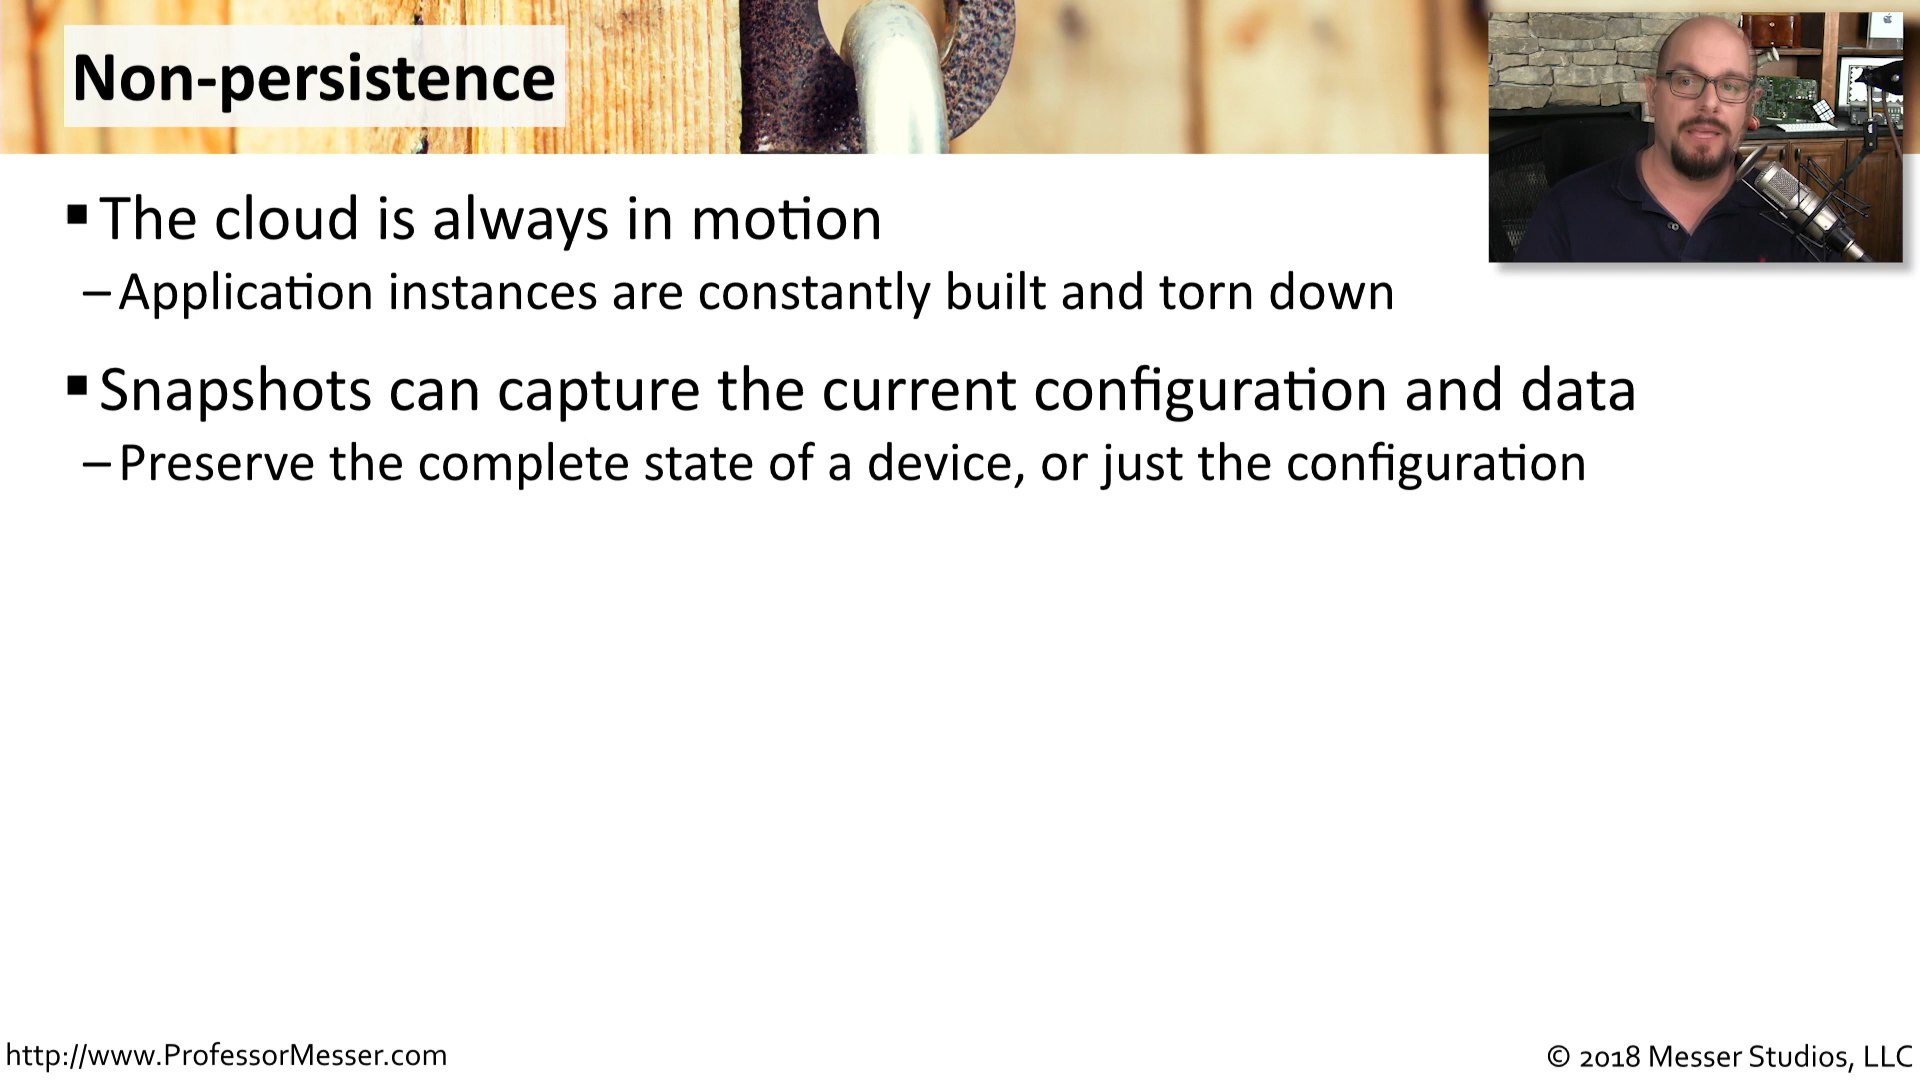 Non-persistence
▪ The cloud is always in motion
– Application instances are constantly built and torn down
▪ Snapshots can capture the current configuration and data
– Preserve the complete state of a device, or just the configuration
http://www.ProfessorMesser.com
© 2018 Messer Studios, LLC